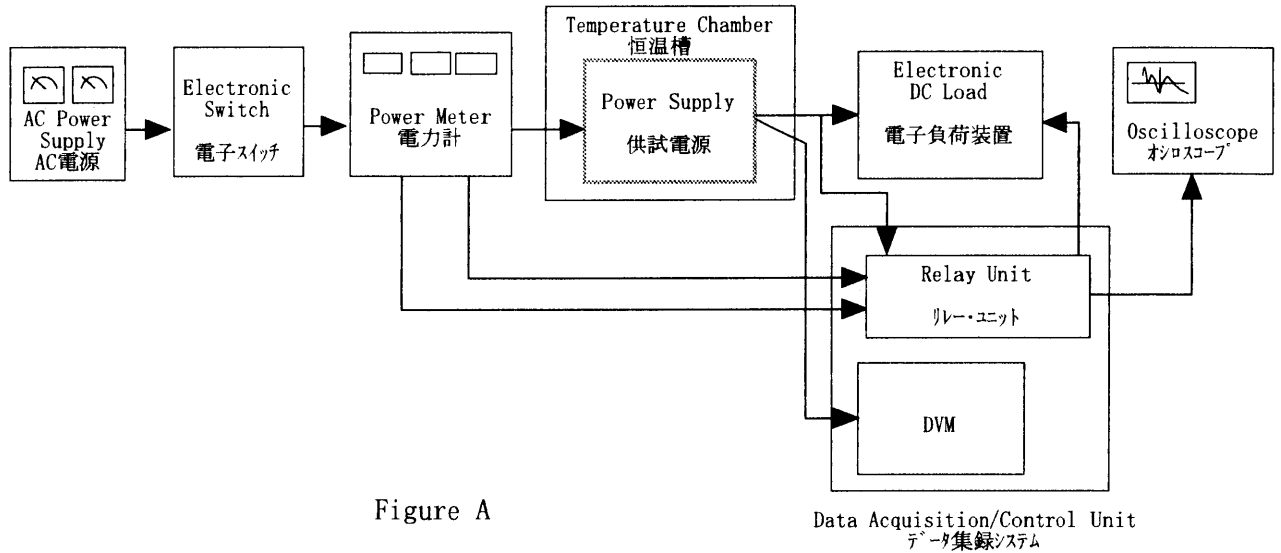 AC Power
Supply
AC電源
Electronic
Switch
電子スイッチ
Power Meter
電力計
Temperature Chamber
恒温槽
Power Supply
供試電源
Electronic
DC Load
電子負荷装置
Oscilloscope
オシロスコープ
Relay Unit
リレー・ユニット
DVM
Data Acquisition/Control Unit
データ集録システム
Figure A